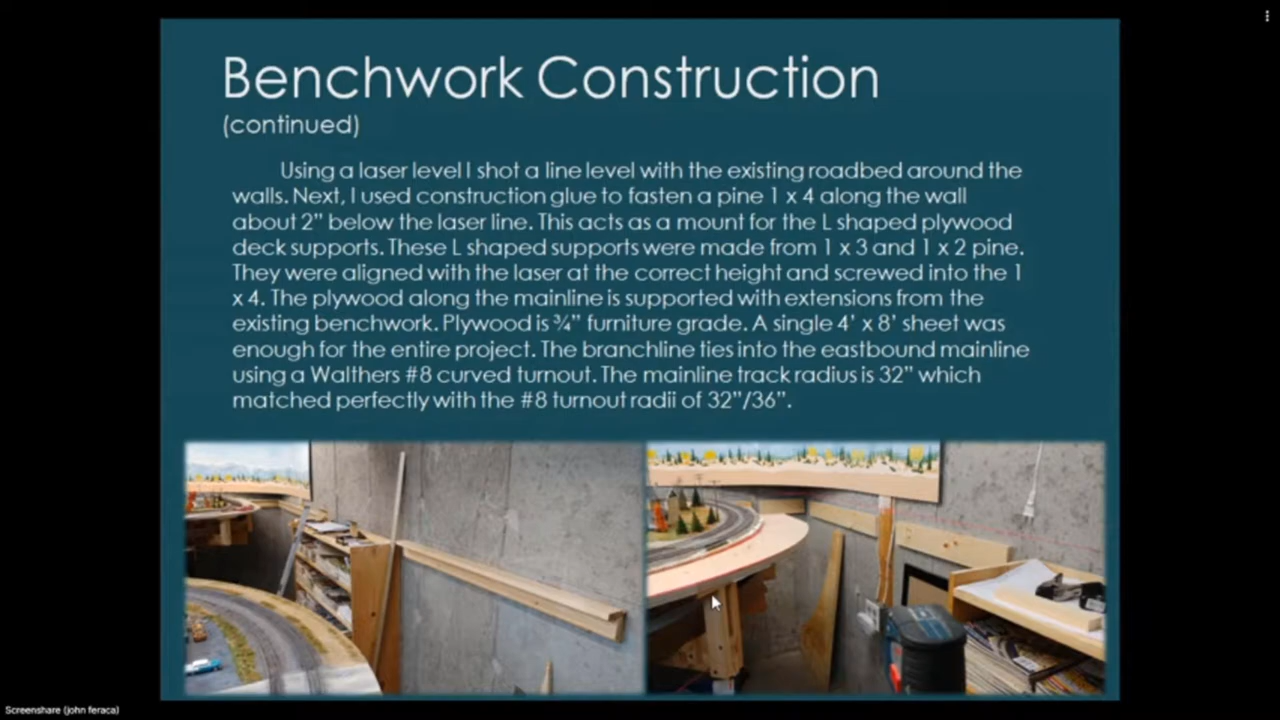 Benchwork Construction
(continued)
Using a laser level I shot a line level with the existing roadbed around the
walls. Next, I used construction glue to fasten a pine 1 x 4 along the wall
about 2” below the laser line. This acts as a mount for the L shaped plywood
deck supports. These L shaped supports were made from 1 x 3 and 1 x 2 pine.
They were aligned with the laser at the correct height and screwed into the 1
x 4. The plywood along the mainline is supported with extensions from the
existing benchwork. Plywood is ¾” furniture grade. A single 4’ x 8’ sheet was
enough for the entire project. The branchline ties into the eastbound mainline
using a Walthers #8 curved turnout. The mainline track radius is 32” which
matched perfectly with the #8 turnout radii of 32”/36”.
Screenshare (john feraca)